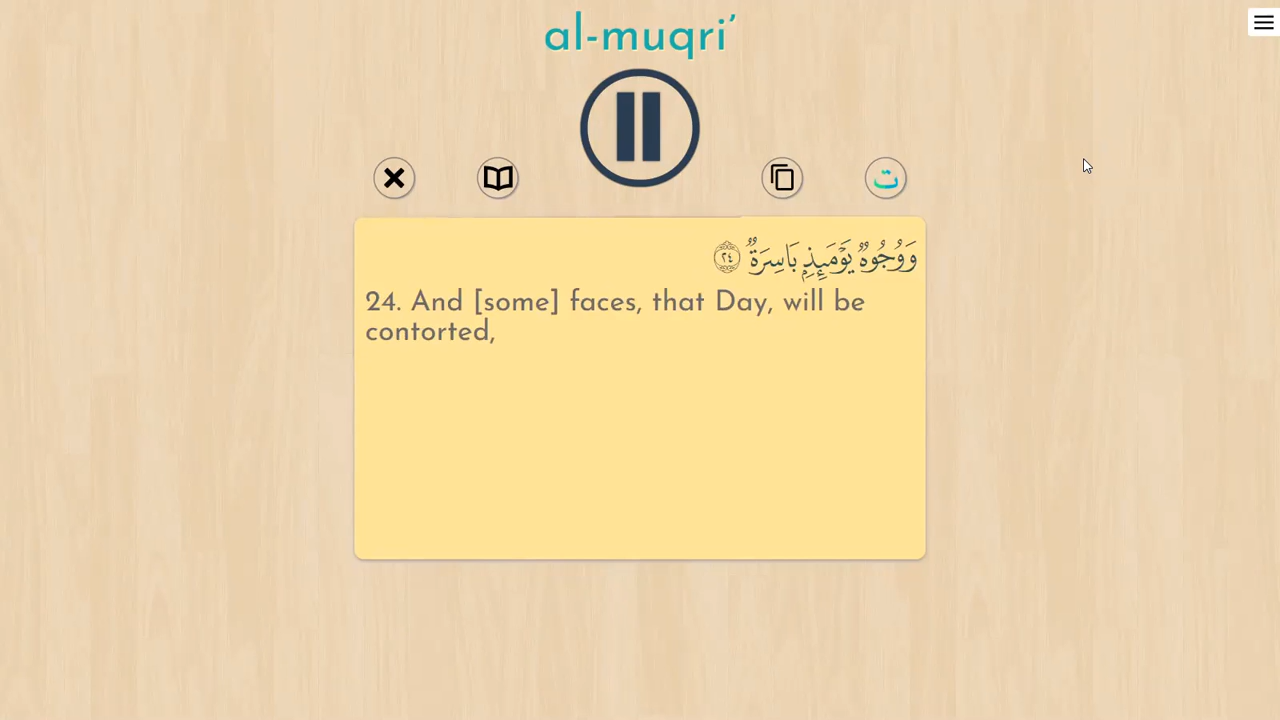 al-muqri’
ت
وَوُجُوهٌ يَوْمَئِذٍ بَاسِرَةٌ ٢٤
24. And [some] faces, that Day, will be
contorted,